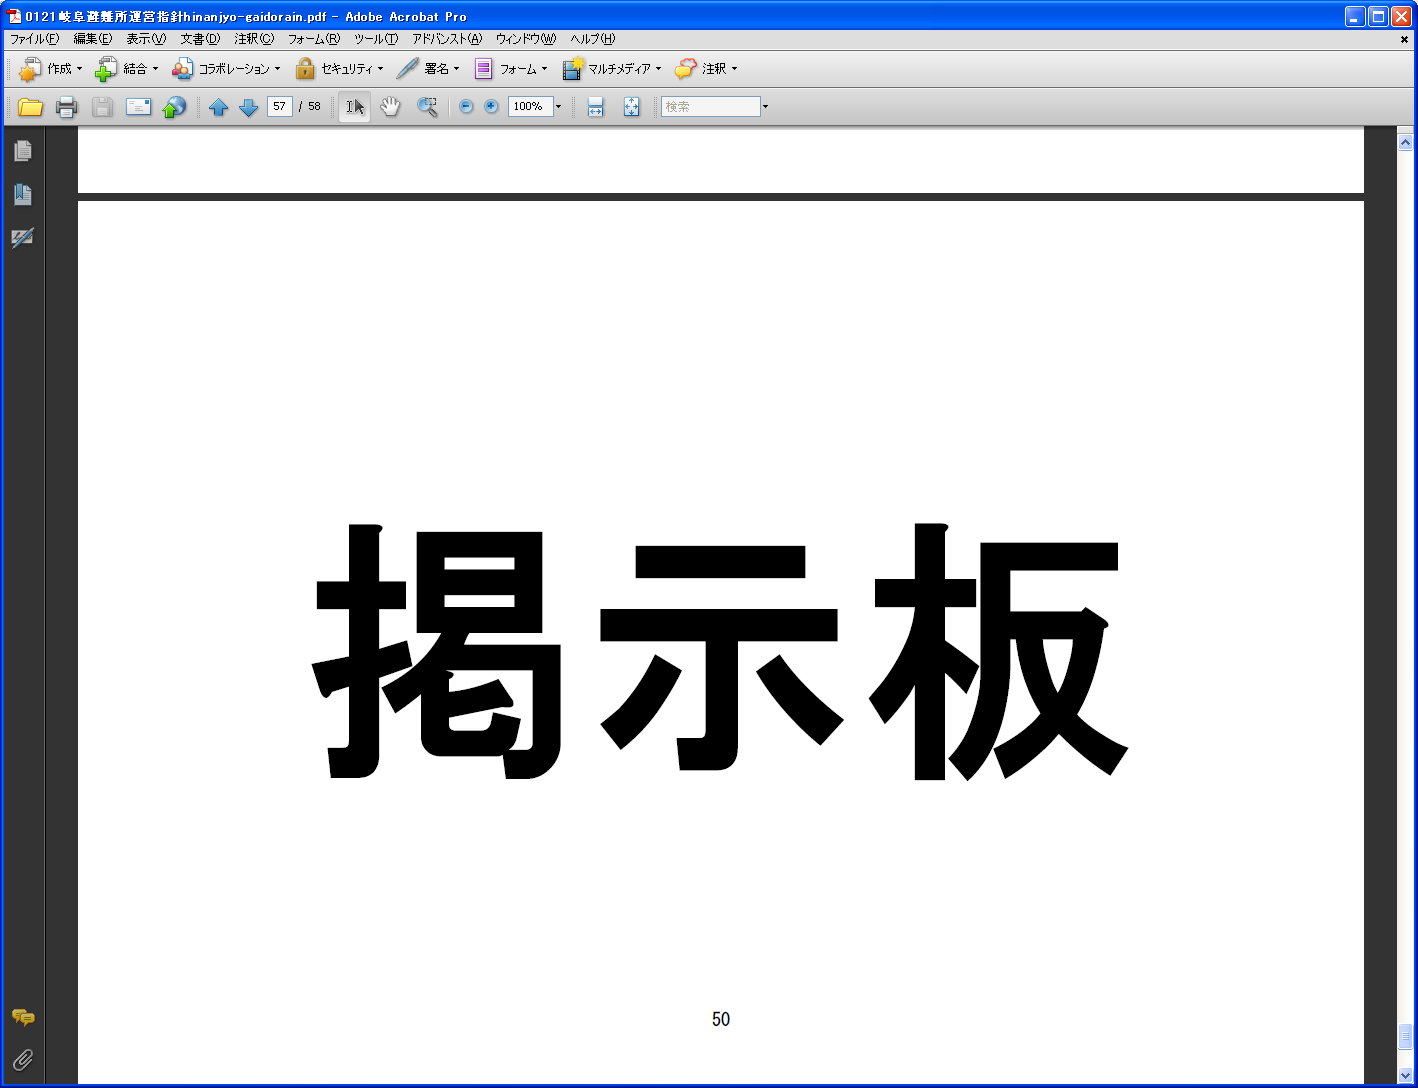 0121岐阜避難所運営指針hinanjyo-gaidorain.pdf - Adobe Acrobat Pro
ファイル(F) 編集(E) 表示(V) 文書(D) 注釈(C) フォーム(R) ツール(T) アドバンスト(A) ウィンドウ(W) ヘルプ(H)
作成 結合 コラボレーション セキュリティ 署名 フォーム マルチメディア 注釈
57 / 58 100% 検索
掲示板
50